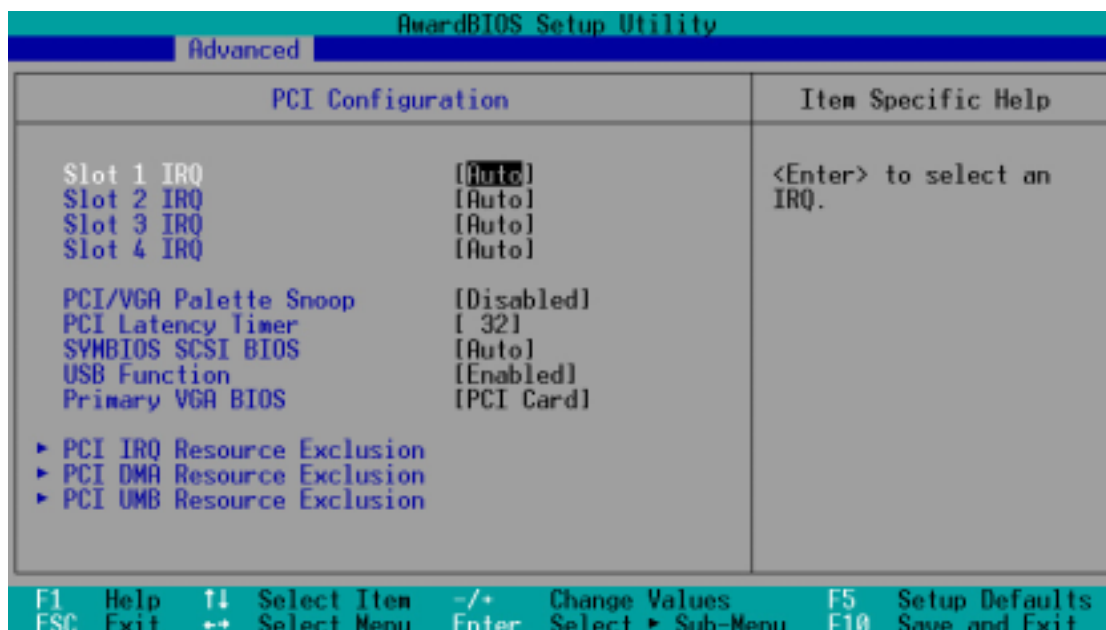 AwardBIOS Setup Utility
Advanced
PCI Configuration
Item Specific Help
Slot 1 IRQ [Auto]
Slot 2 IRQ [Auto]
Slot 3 IRQ [Auto]
Slot 4 IRQ [Auto]
PCI/VGA Palette Snoop [Disabled]
PCI Latency Timer [ 32]
SYMBIOS SCSI BIOS [Auto]
USB Function [Enabled]
Primary VGA BIOS [PCI Card]
▶ PCI IRQ Resource Exclusion
▶ PCI DMA Resource Exclusion
▶ PCI UMB Resource Exclusion
<Enter> to select an
IRQ.
F1 Help ↑↓ Select Item -/+ Change Values F5 Setup Defaults
ESC Exit ←→ Select Menu Enter Select ▶ Sub-Menu F10 Save and Exit